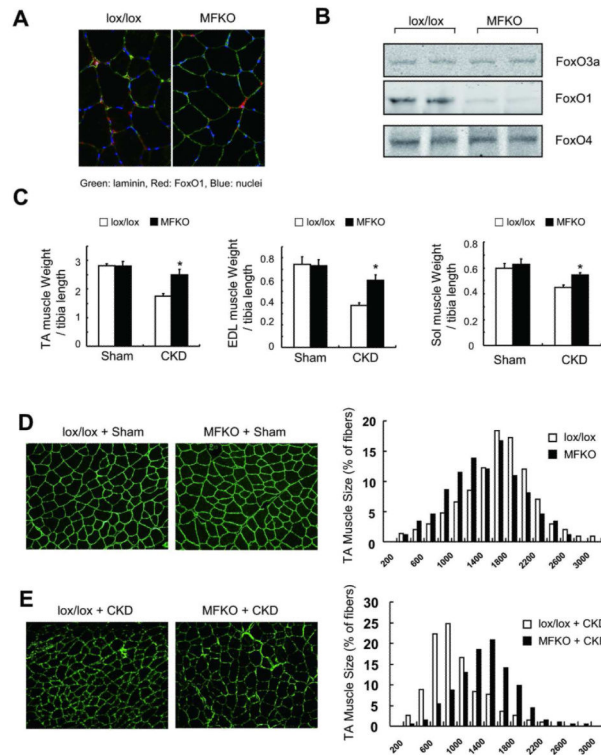 A
lox/lox MFKO
Green: laminin, Red: FoxO1, Blue: nuclei
B
lox/lox MFKO
FoxO3a
FoxO1
FoxO4
C
lox/lox MFKO
TA muscle Weight
/ tibia length
3
2
1
0
*
Sham CKD
lox/lox MFKO
EDL muscle Weight
/ tibia length
0.8
0.4
0
*
Sham CKD
lox/lox MFKO
Sol muscle Weight
/ tibia length
0.6
0.4
0.2
0
*
Sham CKD
D
lox/lox + Sham MFKO + Sham
TA Muscle Size (% of fibers)
20
15
10
5
0
lox/lox
MFKO
200 600 1000 1400 1800 2200 2600 3000
E
lox/lox + CKD MFKO + CKD
TA Muscle Size (% of fibers)
30
25
20
15
10
5
0
lox/lox + CKD
MFKO + CKD
200 600 1000 1400 1800 2200 2600 3000